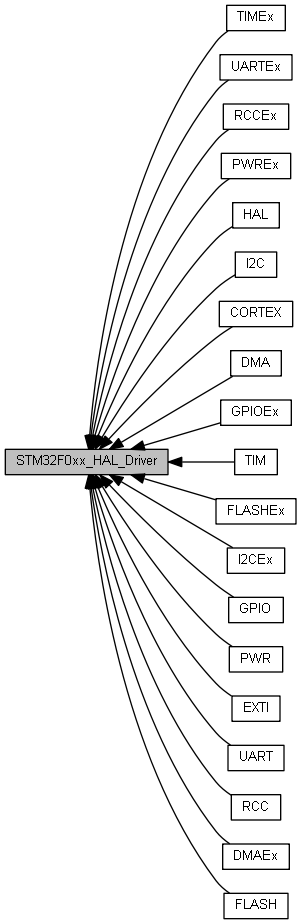 TIMEx
UARTEx
RCCEx
PWREx
HAL
I2C
CORTEX
DMA
GPIOEx
STM32F0xx_HAL_Driver
TIM
FLASHEx
I2CEx
GPIO
PWR
EXTI
UART
RCC
DMAEx
FLASH